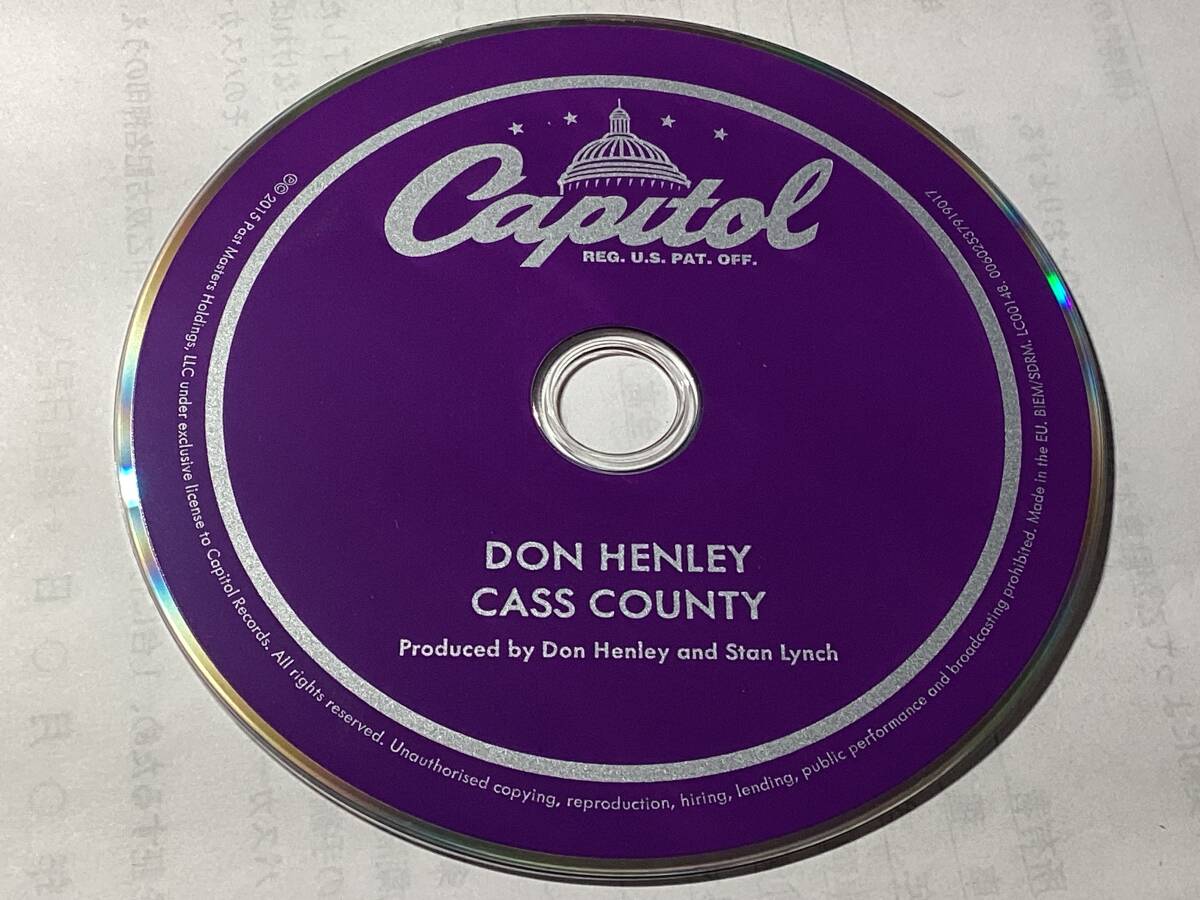 Capitol
REG. U.S. PAT. OFF.
DON HENLEY
CASS COUNTY
Produced by Don Henley and Stan Lynch
℗© 2015 Past Masters Holdings, LLC under exclusive license to Capitol Records. All rights reserved. Unauthorised copying, reproduction, hiring, lending, public performance and broadcasting prohibited. Made in the EU. BIEM/SDRM. LC00148. 00602537919017